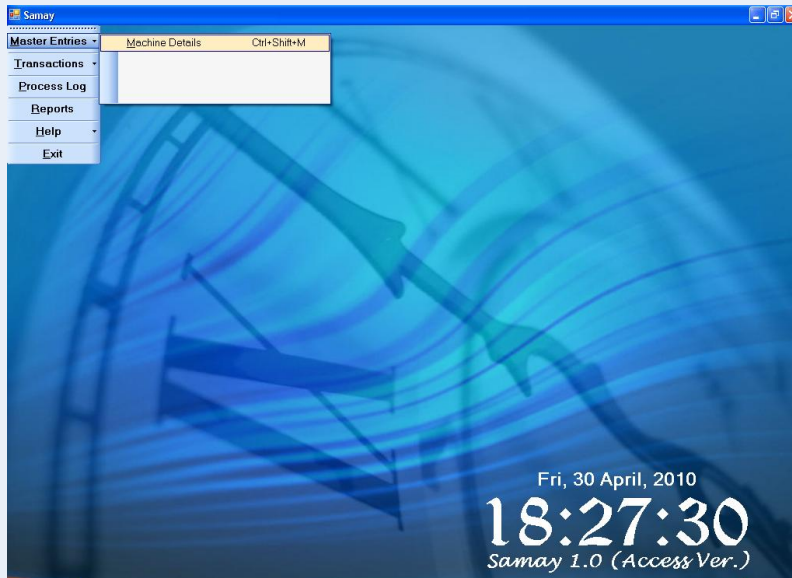 Samay
Master Entries
Machine Details Ctrl+Shift+M
Transactions
Process Log
Reports
Help
Exit
Fri, 30 April, 2010
18:27:30
Samay 1.0 (Access Ver.)